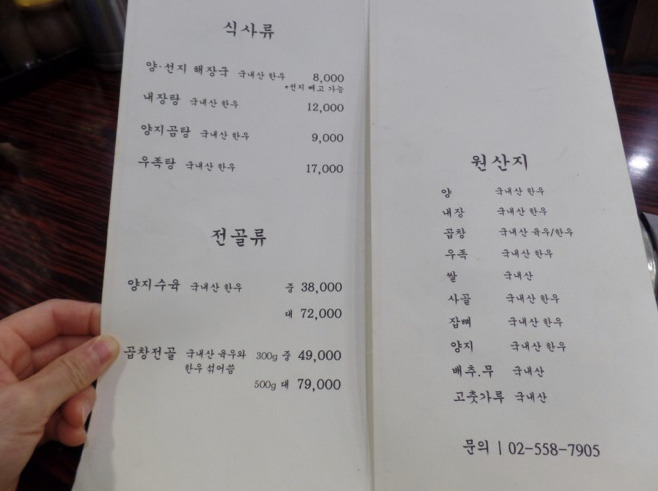 식사류
양·선지 해장국 국내산 한우 8,000
*선지 빼고 가능
내장탕 국내산 한우 12,000
양지곰탕 국내산 한우 9,000
우족탕 국내산 한우 17,000
전골류
양지수육 국내산 한우 중 38,000
대 72,000
곱창전골 국내산 육우와 300g 중 49,000
한우 섞어씀
500g 대 79,000
원산지
양 국내산 한우
내장 국내산 한우
곱창 국내산 육우/한우
우족 국내산 한우
쌀 국내산
사골 국내산 한우
잡뼈 국내산 한우
양지 국내산 한우
배추.무 국내산
고춧가루 국내산
문의 | 02-558-7905